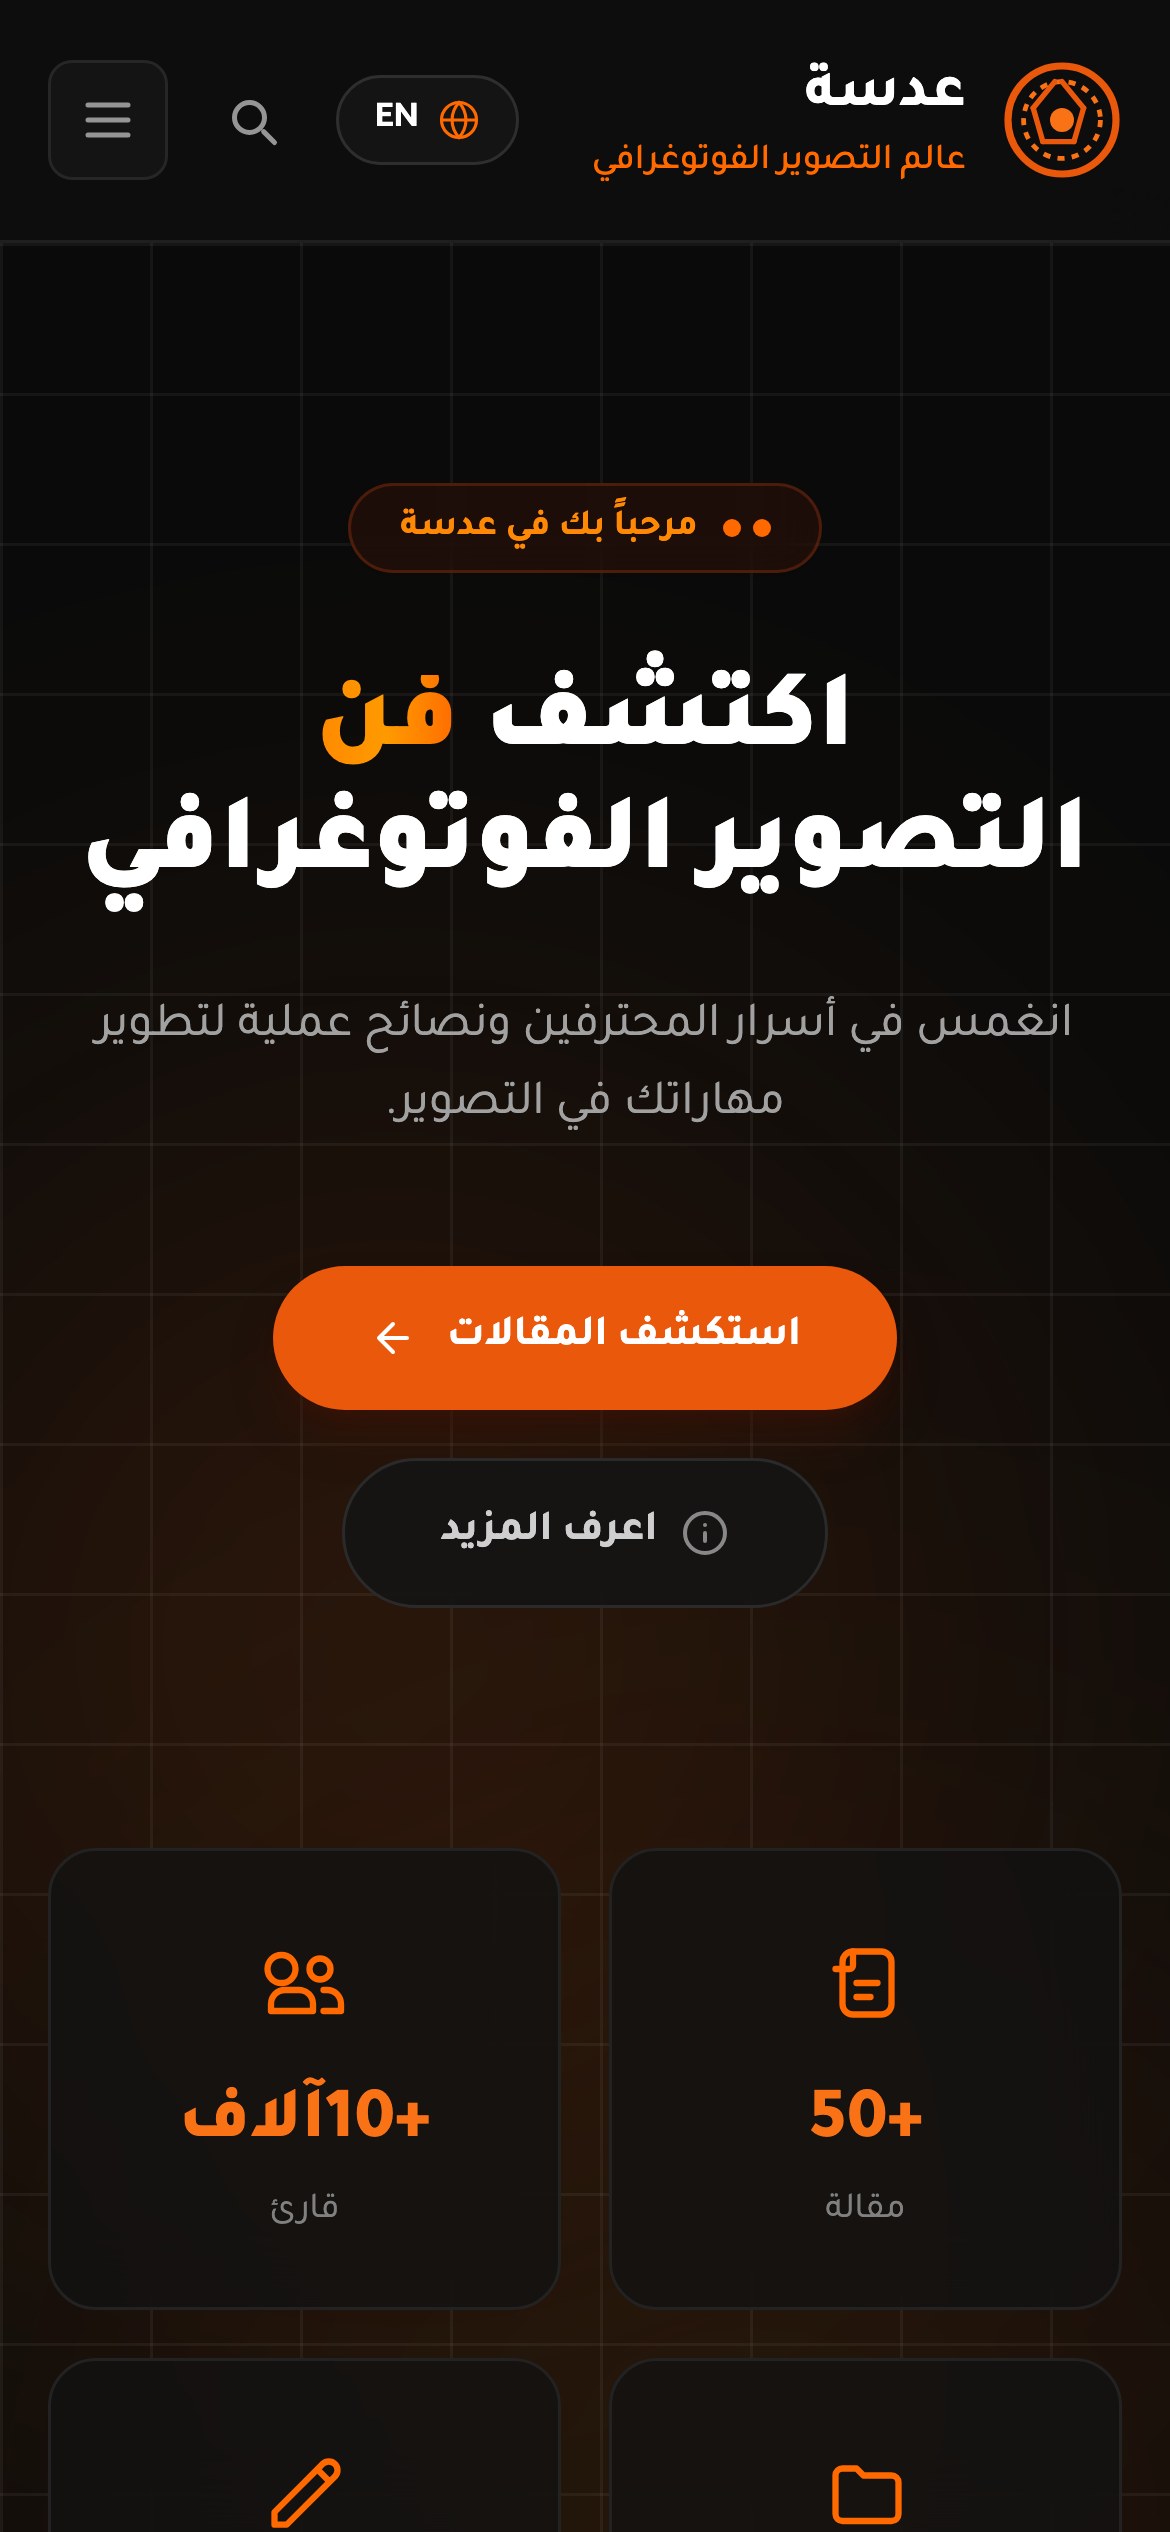 عدسة
عالم التصوير الفوتوغرافي
EN
مرحباً بك في عدسة
اكتشف فن
التصوير الفوتوغرافي
انغمس في أسرار المحترفين ونصائح عملية لتطوير
مهاراتك في التصوير.
استكشف المقالات
اعرف المزيد
+50
مقالة
+10آلاف
قارئ